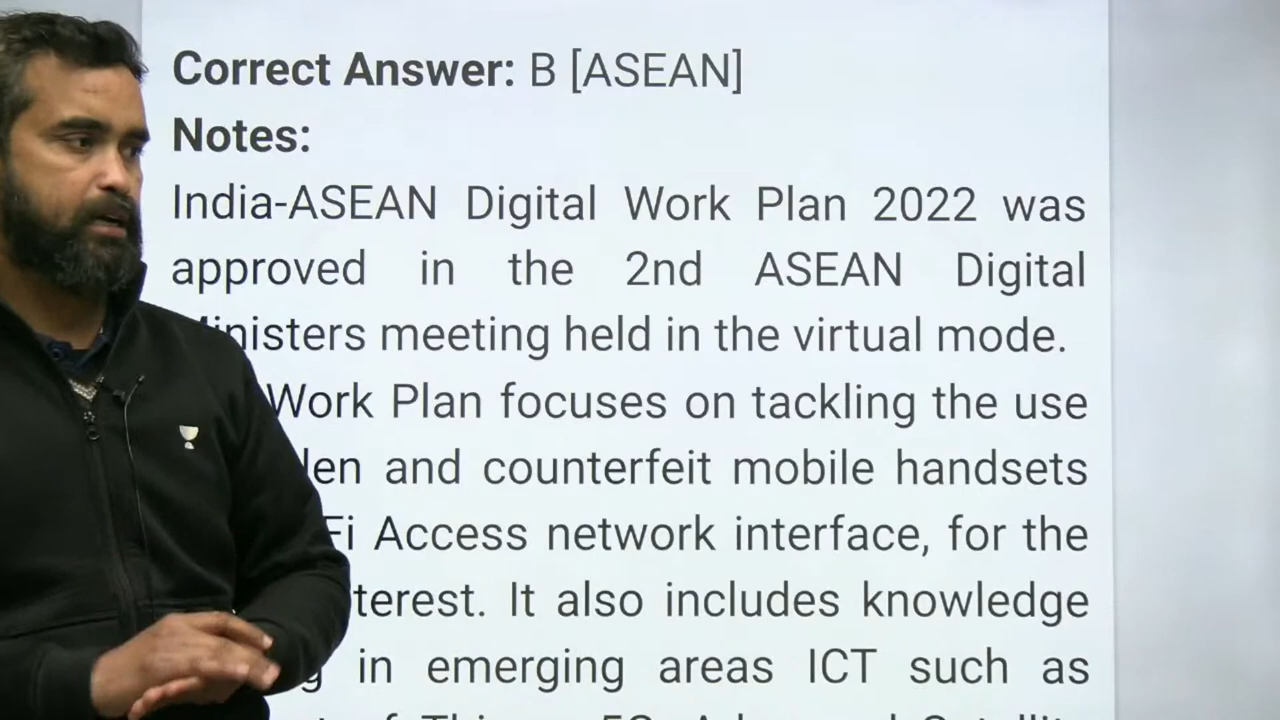 Correct Answer: B [ASEAN]
Notes:
India-ASEAN Digital Work Plan 2022 was
approved in the 2nd ASEAN Digital
Ministers meeting held in the virtual mode.
Work Plan focuses on tackling the use
and counterfeit mobile handsets
Fi Access network interface, for the
terest. It also includes knowledge
in emerging areas ICT such as